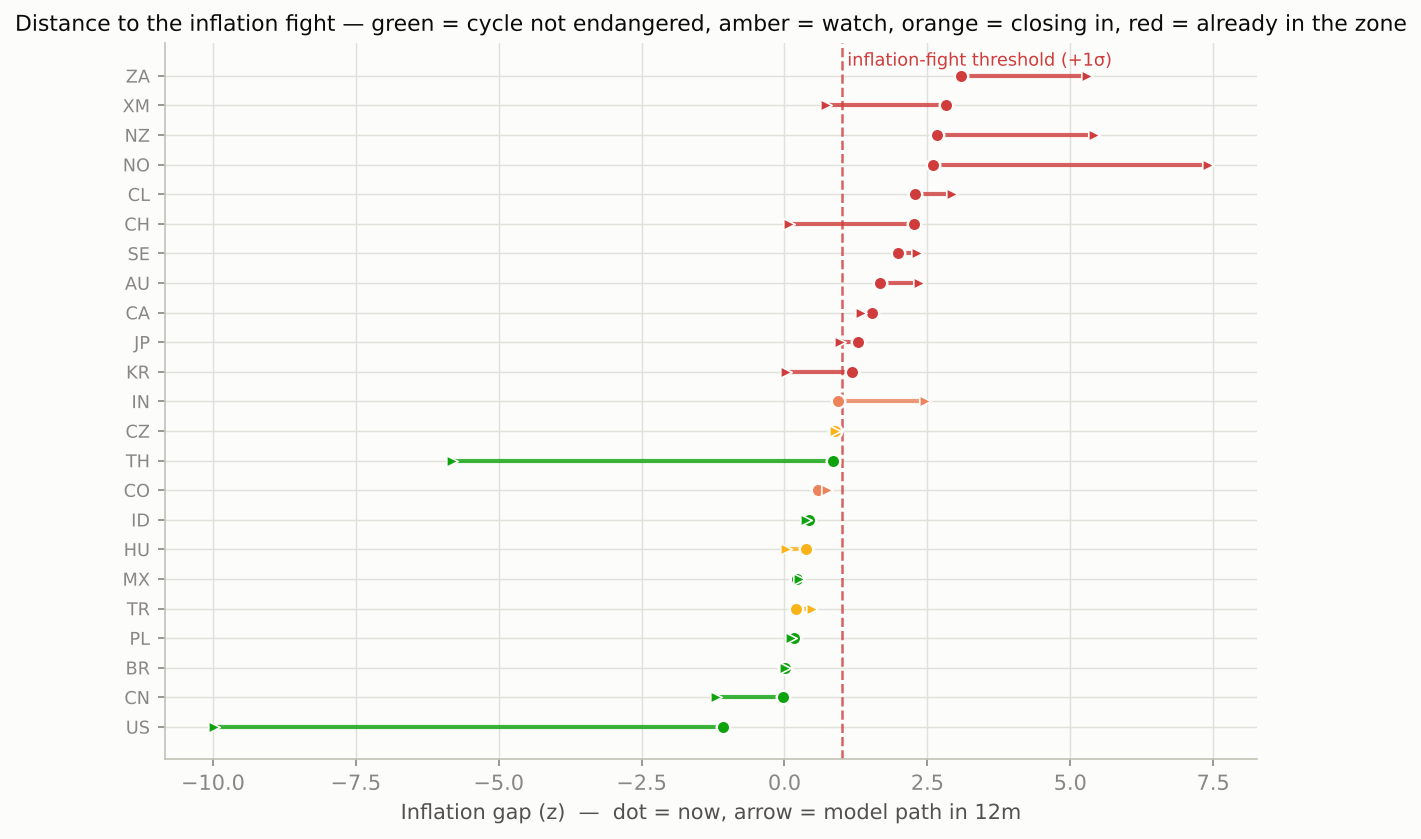 Distance to the inflation fight — green = cycle not endangered, amber = watch, orange = closing in, red = already in the zone
inflation-fight threshold (+1σ)
ZA
XM
NZ
NO
CL
CH
SE
AU
CA
JP
KR
IN
CZ
TH
CO
ID
HU
MX
TR
PL
BR
CN
US
−10.0 −7.5 −5.0 −2.5 0.0 2.5 5.0 7.5
Inflation gap (z) — dot = now, arrow = model path in 12m